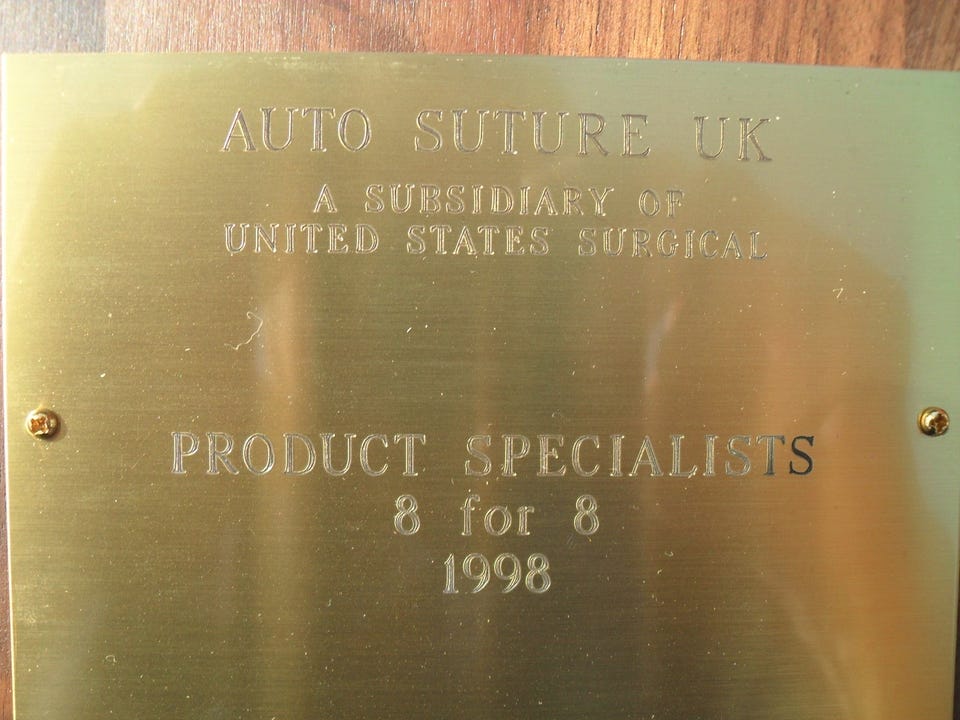 AUTO SUTURE UK
A SUBSIDIARY OF
UNITED STATES SURGICAL
PRODUCT SPECIALISTS
8 for 8
1998